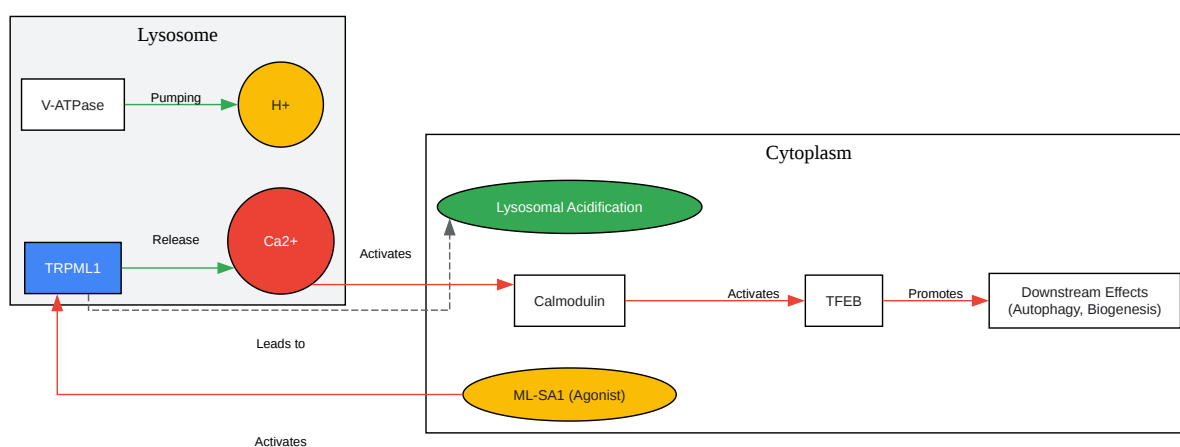 Lysosome
V-ATPase
Pumping
H+
Cytoplasm
Lysosomal Acidification
TRPML1
Release
Ca2+
Activates
Calmodulin
Activates
TFEB
Promotes
Downstream Effects
(Autophagy, Biogenesis)
Leads to
ML-SA1 (Agonist)
Activates